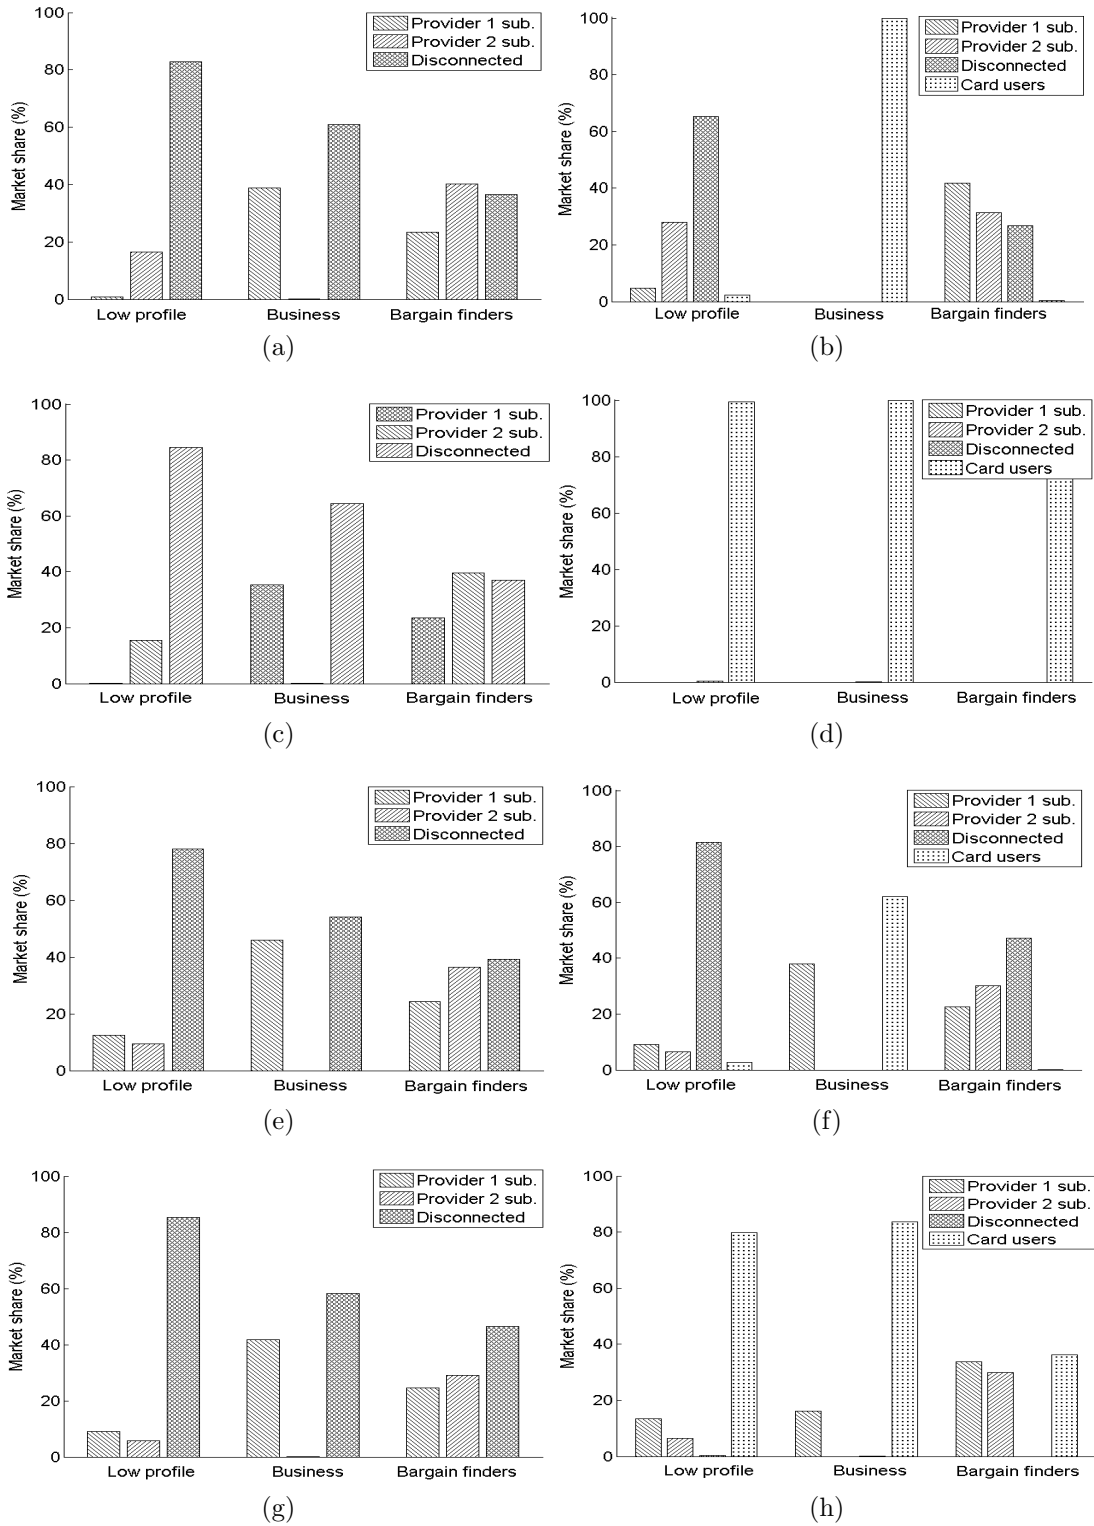 100
80
60
40
20
0
Market share (%)
Provider 1 sub.
Provider 2 sub.
Disconnected
Low profile
Business
Bargain finders
(a)
100
80
60
40
20
0
Market share (%)
Provider 1 sub.
Provider 2 sub.
Disconnected
Card users
Low profile
Business
Bargain finders
(b)
100
80
60
40
20
0
Market share (%)
Provider 1 sub.
Provider 2 sub.
Disconnected
Low profile
Business
Bargain finders
(c)
100
80
60
40
20
0
Market share (%)
Provider 1 sub.
Provider 2 sub.
Disconnected
Card users
Low profile
Business
Bargain finders
(d)
100
80
60
40
20
0
Market share (%)
Provider 1 sub.
Provider 2 sub.
Disconnected
Low profile
Business
Bargain finders
(e)
100
80
60
40
20
0
Market share (%)
Provider 1 sub.
Provider 2 sub.
Disconnected
Card users
Low profile
Business
Bargain finders
(f)
100
80
60
40
20
0
Market share (%)
Provider 1 sub.
Provider 2 sub.
Disconnected
Low profile
Business
Bargain finders
(g)
100
80
60
40
20
0
Market share (%)
Provider 1 sub.
Provider 2 sub.
Disconnected
Card users
Low profile
Business
Bargain finders
(h)